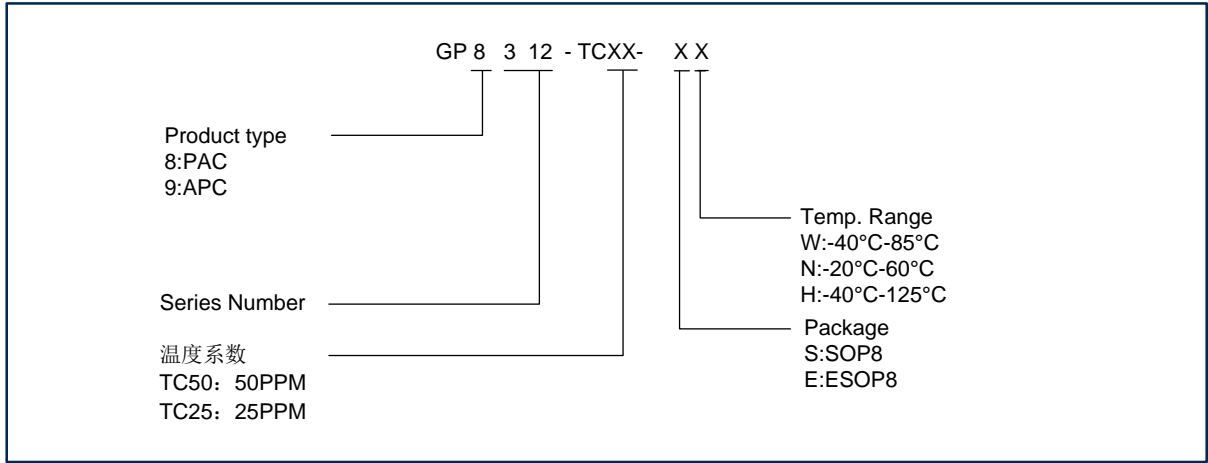 GP 8 3 12 - TCXX- X X
Product type
8:PAC
9:APC
Series Number
温度系数
TC50：50PPM
TC25：25PPM
Temp. Range
W:-40°C-85°C
N:-20°C-60°C
H:-40°C-125°C
Package
S:SOP8
E:ESOP8